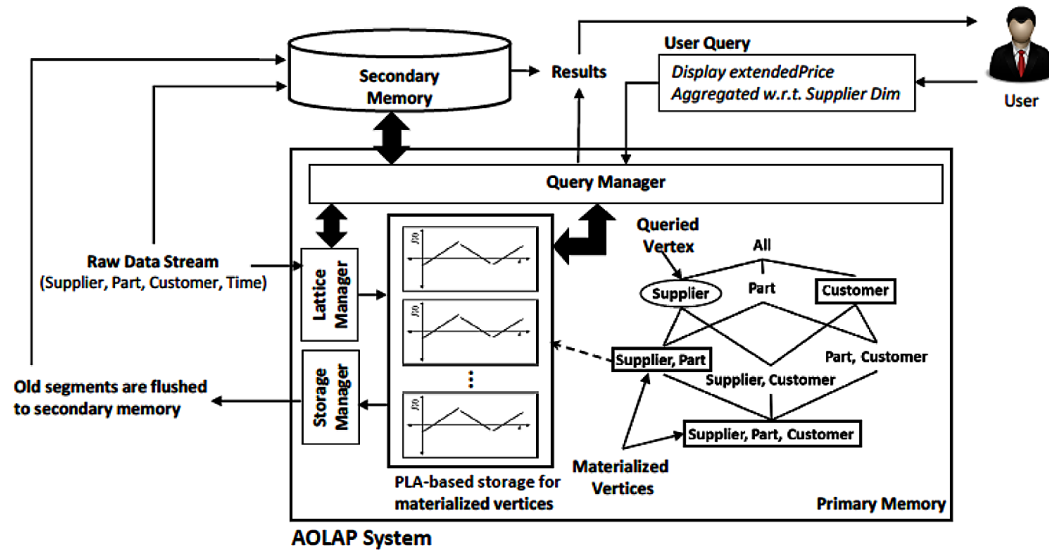 User Query
Secondary
Memory
Results
Display extendedPrice
Aggregated w.r.t. Supplier Dim
User
Query Manager
Raw Data Stream
(Supplier, Part, Customer, Time)
Lattice
Manager
f(t)
t
f(t)
t
...
f(t)
t
Storage
Manager
Old segments are flushed
to secondary memory
PLA-based storage for
materialized vertices
Queried
Vertex
All
Supplier
Part
Customer
Supplier, Part
Supplier, Customer
Part, Customer
Supplier, Part, Customer
Materialized
Vertices
Primary Memory
AOLAP System